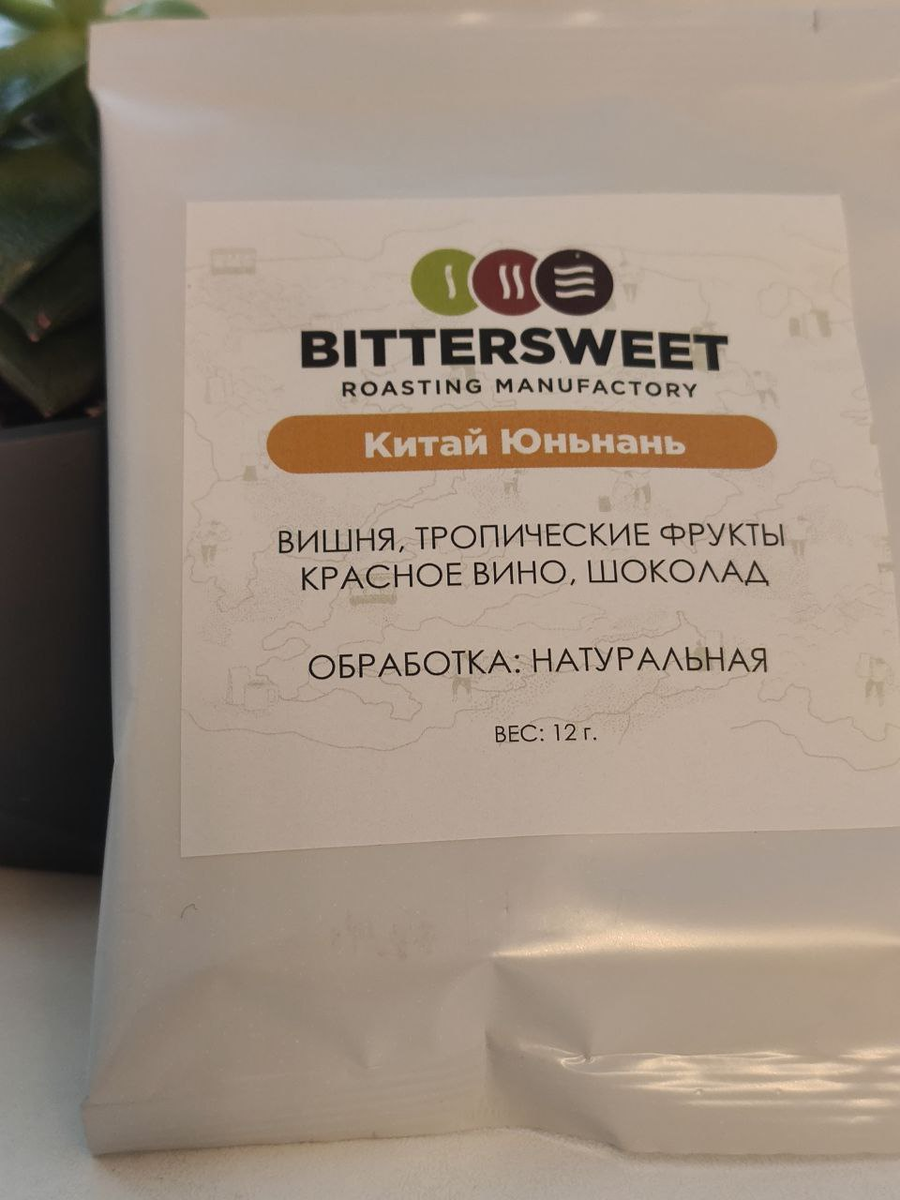 BITTERSWEET
ROASTING MANUFACTORY
Китай Юньнань
ВИШНЯ, ТРОПИЧЕСКИЕ ФРУКТЫ
КРАСНОЕ ВИНО, ШОКОЛАД
ОБРАБОТКА: НАТУРАЛЬНАЯ
ВЕС: 12 г.